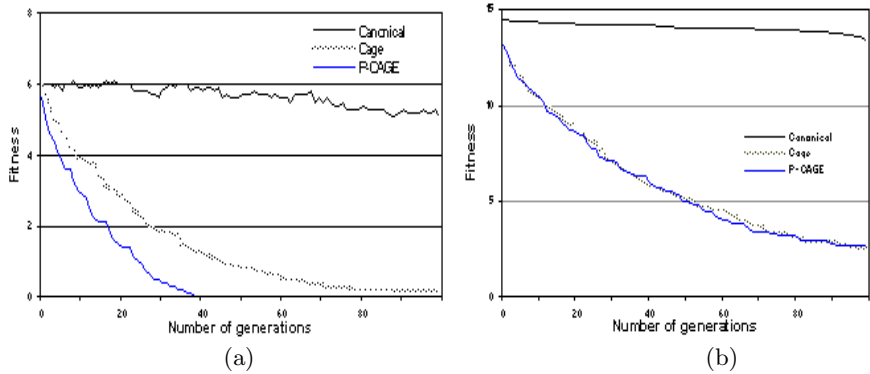 8
6
4
2
0
Fitness
Canonical
Cage
P-CAGE
0 20 40 60 80
Number of generations
(a)
15
10
5
0
Fitness
Canonical
Cage
P-CAGE
0 20 40 60 80
Number of generations
(b)